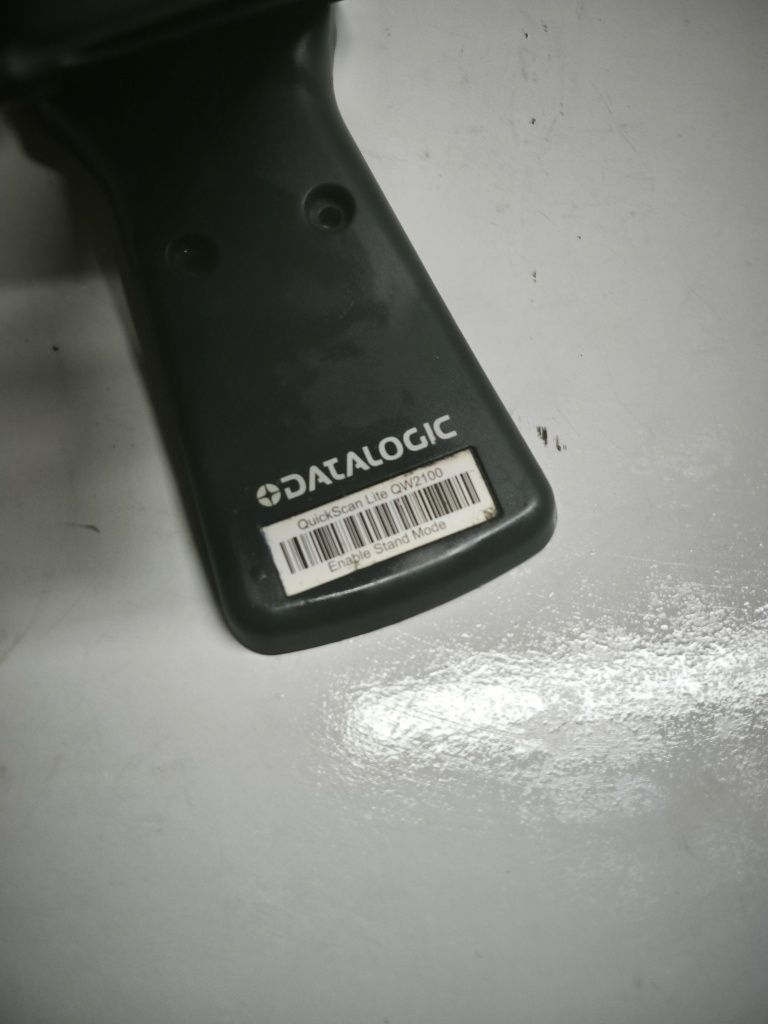 DATALOGIC
QuickScan Lite QW2100
Enable Stand Mode